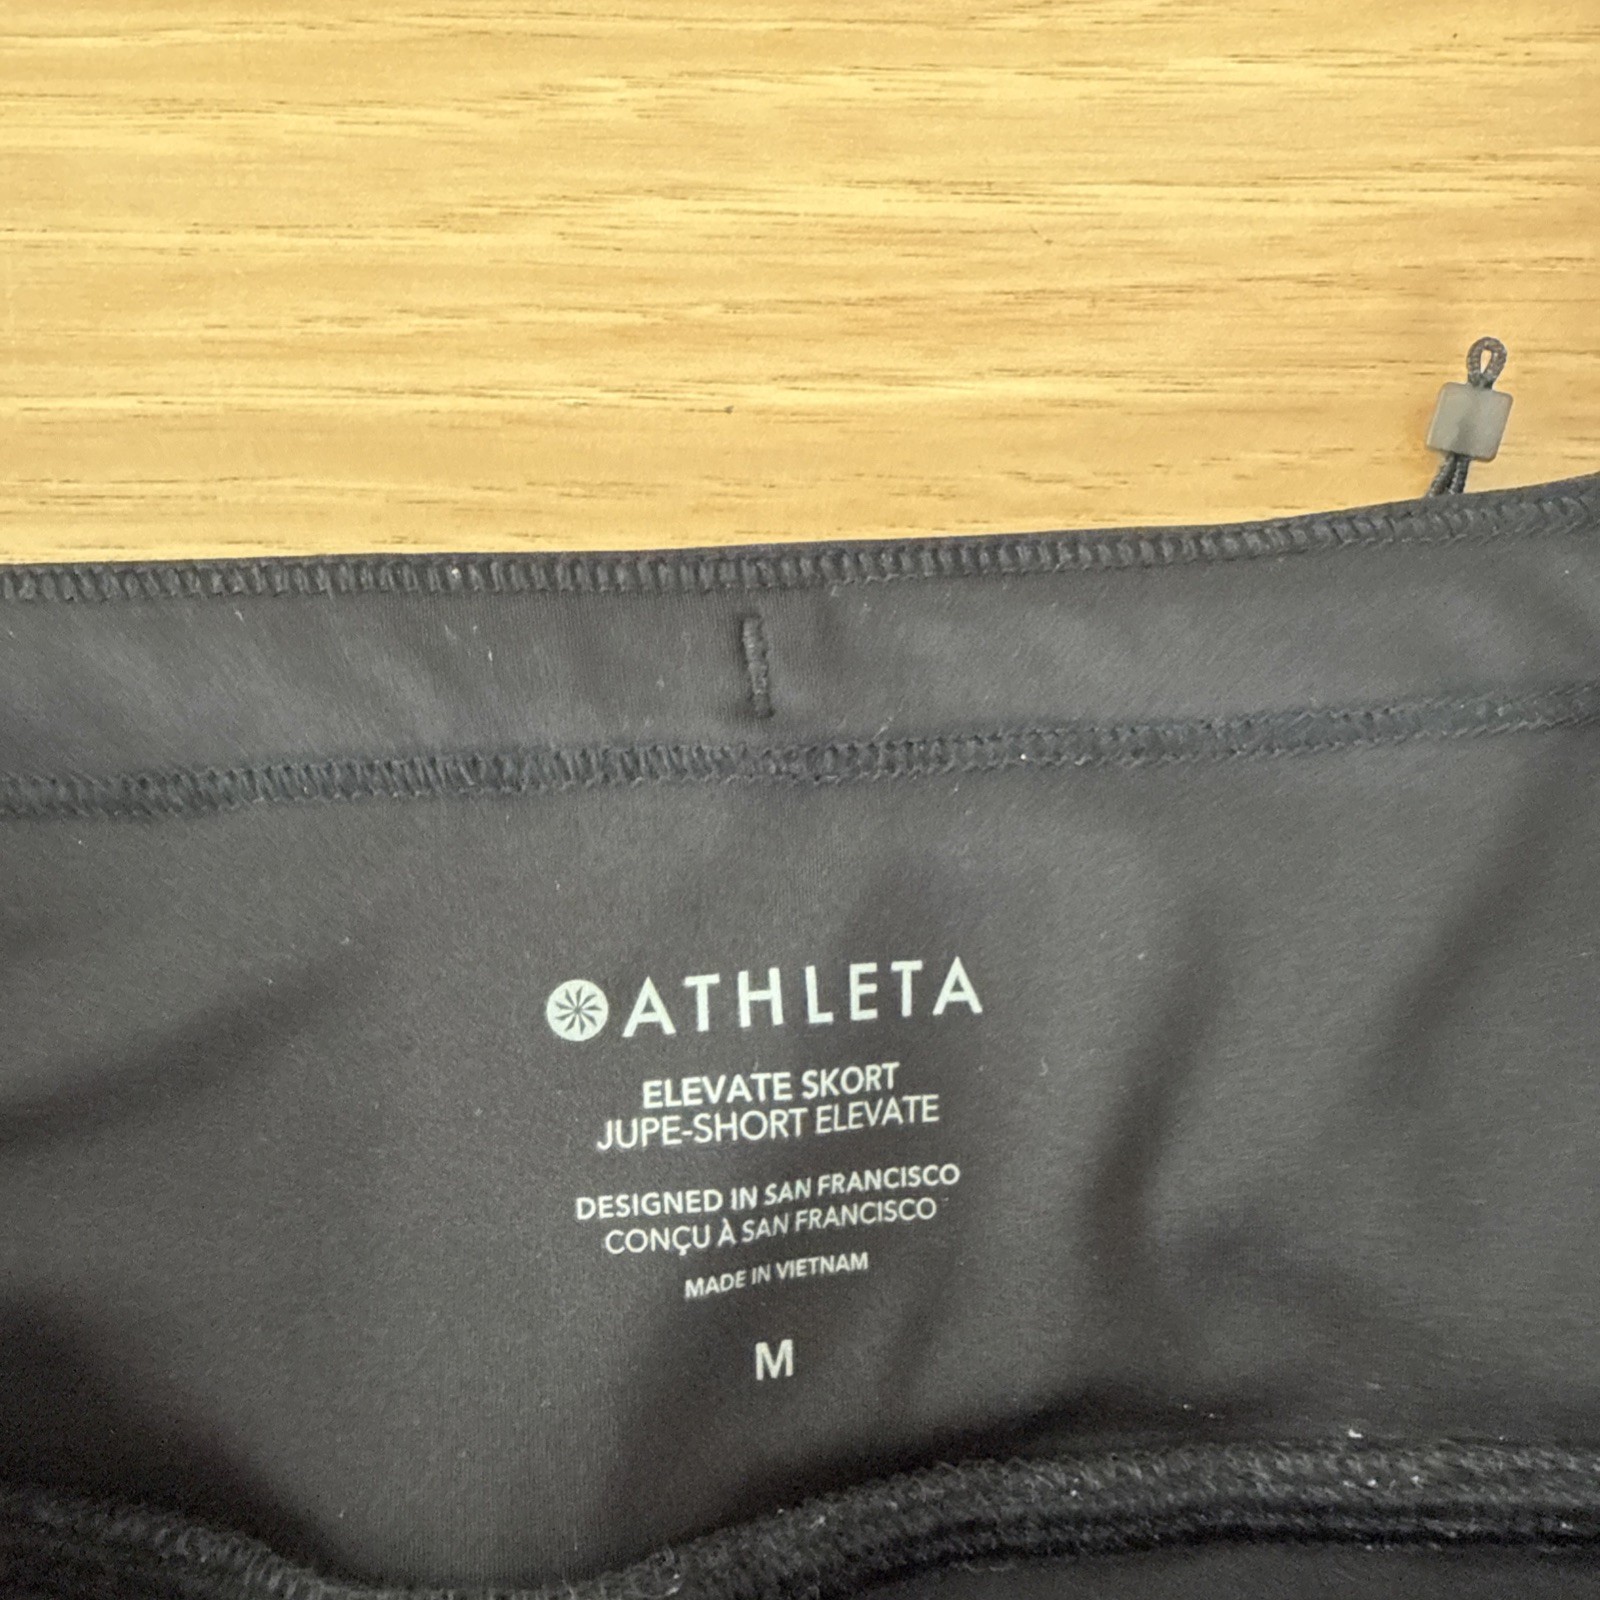 ATHLETA
ELEVATE SKORT
JUPE-SHORT ELEVATE
DESIGNED IN SAN FRANCISCO
CONÇU À SAN FRANCISCO
MADE IN VIETNAM
M